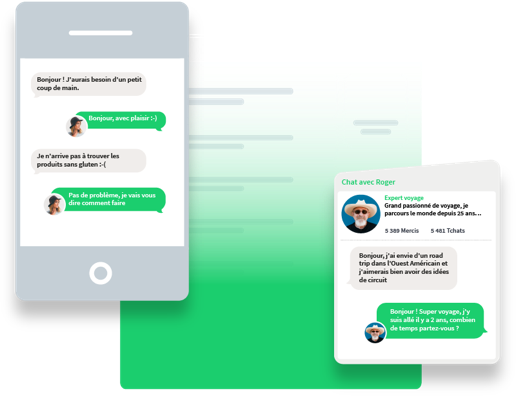 Bonjour ! J'aurais besoin d'un petit
coup de main.
Bonjour, avec plaisir :-)
Je n'arrive pas à trouver les
produits sans gluten :-(
Pas de problème, je vais vous
dire comment faire
Chat avec Roger
Expert voyage
Grand passionné de voyage, je
parcours le monde depuis 25 ans...
5 389 Mercis 5 481 Tchats
Bonjour, j'ai envie d'un road
trip dans l'Ouest Américain et
j'aimerais bien avoir des idées
de circuit
Bonjour ! Super voyage, j'y
suis allé il y a 2 ans, combien
de temps partez-vous ?